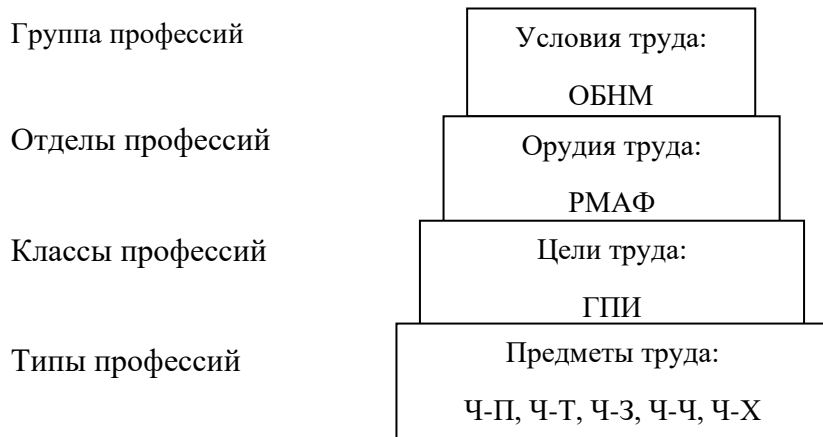 Группа профессий
Условия труда:
ОБНМ
Отделы профессий
Орудия труда:
РМАФ
Классы профессий
Цели труда:
ГПИ
Типы профессий
Предметы труда:
Ч-П, Ч-Т, Ч-З, Ч-Ч, Ч-Х